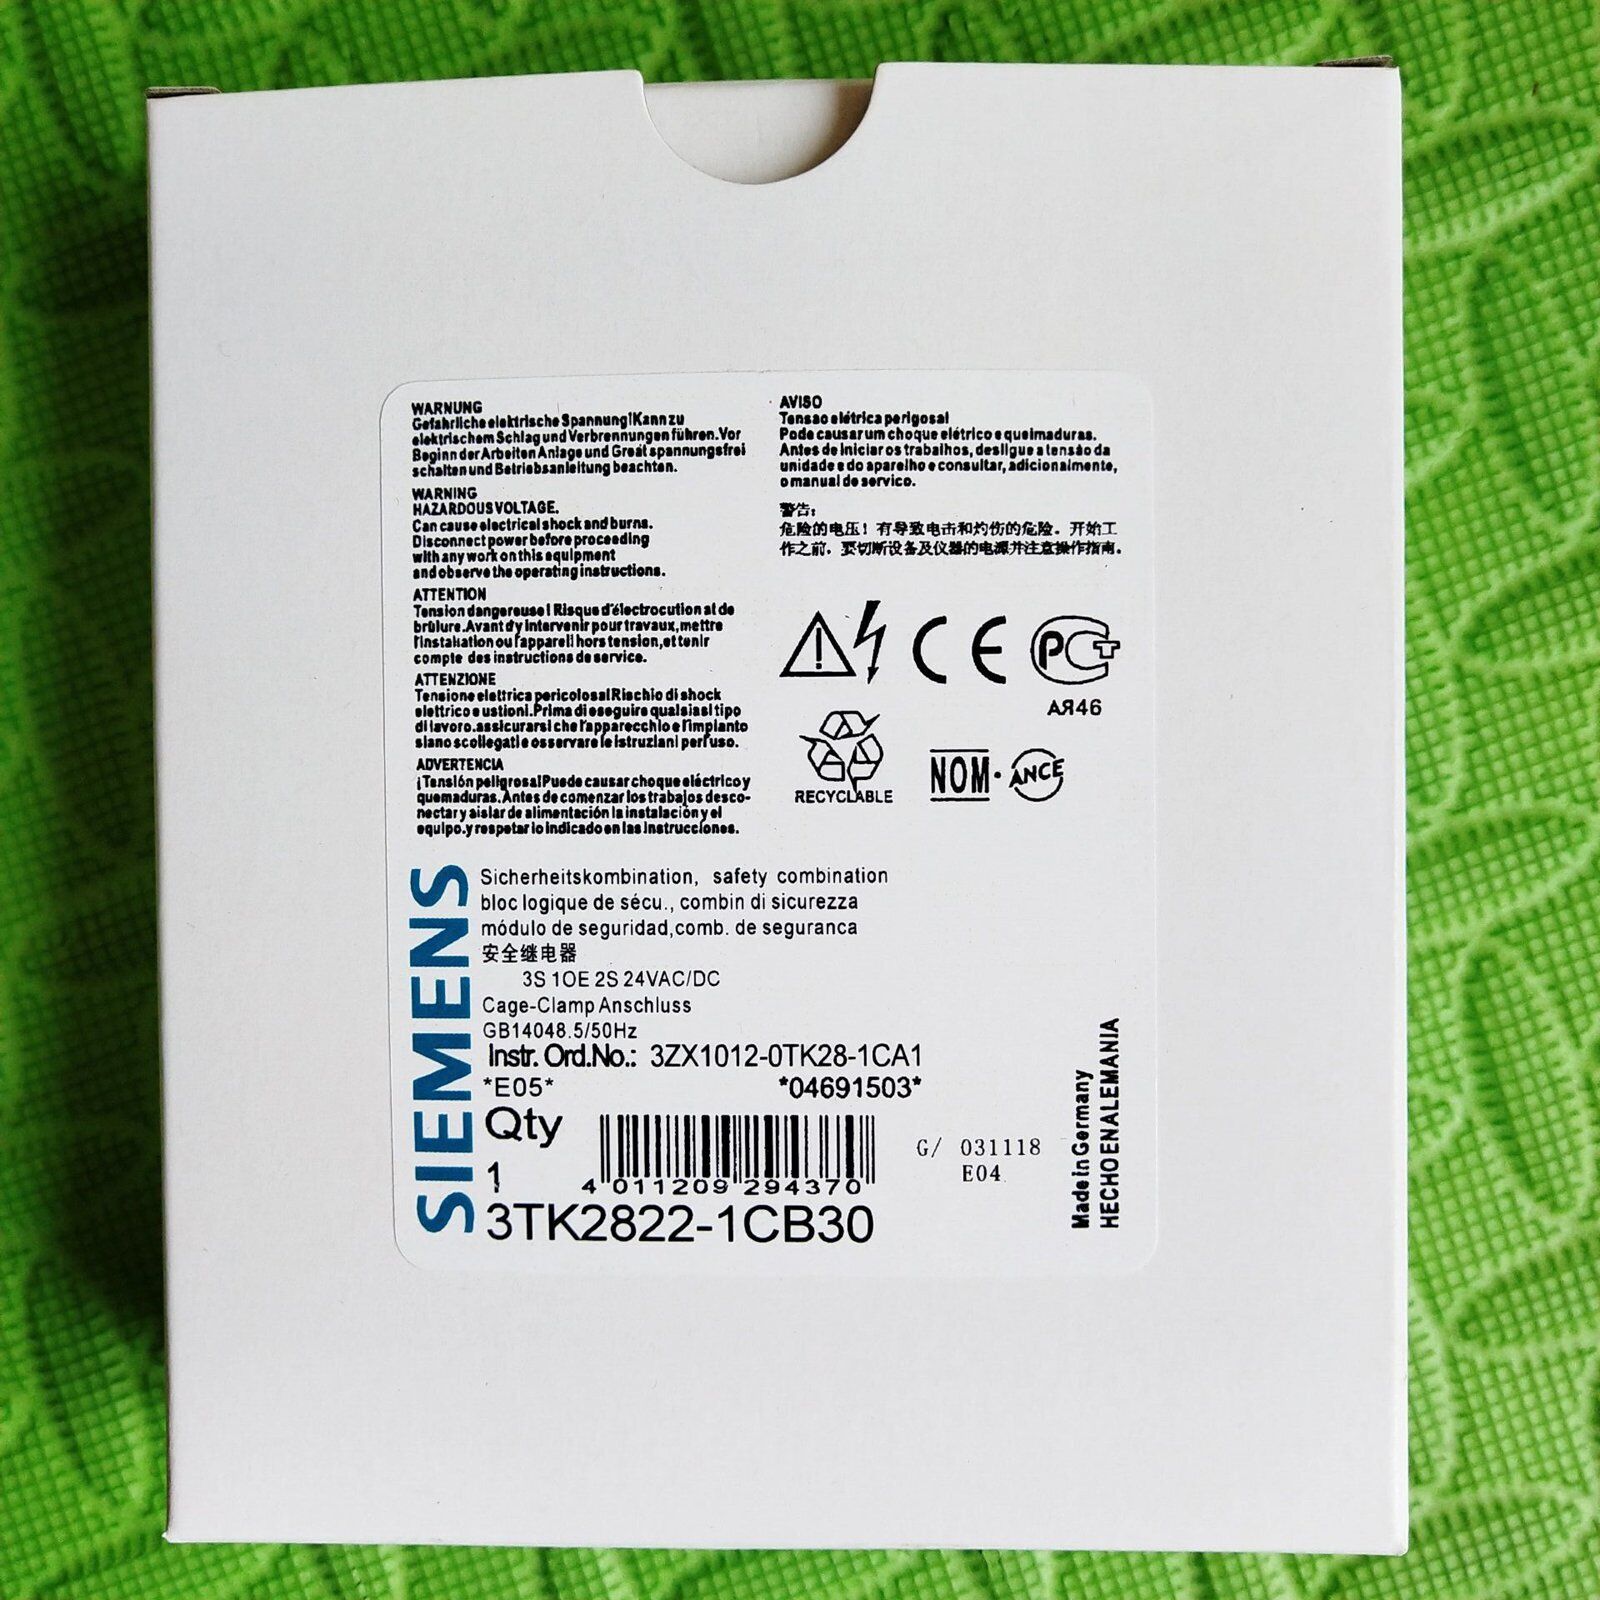 WARNUNG
Gefahrliche elektrische Spannung!Kann zu
elektrischem Schlag und Verbrennungen führen.Vor
Beginn der Arbeiten Anlage und Great spannungsfrei
schalten und Betriebsanleitung beachten.
WARNING
HAZARDOUS VOLTAGE.
Can cause electrical shock and burns.
Disconnect power before proceeding
with any work on this equipment
and observe the operating instructions.
ATTENTION
Tension dangereuse! Risque d'électrocution at de
brûlure.Avant d'y intervenir pour travaux,mettre
l'instakation ou l'appareil hors tension,et tenir
compte des instructions de service.
ATTENZIONE
Tensione elettrica pericolosa!Rischio di shock
elettrico e ustioni.Prima di eseguire qualsiasi tipo
di lavoro.assicurarsi che l'apparecchio e l'impianto
siano scollegati e osservare le istruziani per l'uso.
ADVERTENCIA
¡Tensión peligrosa!Puede causar choque eléctrico y
quemaduras.Antes de comenzar los trabajos desco-
nectar y aislar de alimentación la instalación y el
equipo.y respetar lo indicado en las instrucciones.
AVISO
Tensao elétrica perigosa!
Pode causar um choque elétrico e queimaduras.
Antes de iniciar os trabalhos, desligue a tensão da
unidade e do aparelho e consultar, adicionalmente,
o manual de servico.
警告:
危险的电压! 有导致电击和灼伤的危险。开始工
作之前,要切断设备及仪器的电源并注意操作指南。
CE
PCT
АЯ46
RECYCLABLE
NOM·ANCE
SIEMENS
Sicherheitskombination, safety combination
bloc logique de sécu., combin di sicurezza
módulo de seguridad,comb. de seguranca
安全继电器
3S 1OE 2S 24VAC/DC
Cage-Clamp Anschluss
GB14048.5/50Hz
Instr. Ord.No.: 3ZX1012-0TK28-1CA1
*E05* *04691503*
Qty
1
4 011209 294370
G/ 031118
E04
3TK2822-1CB30
Made in Germany
HECHO EN ALEMANIA